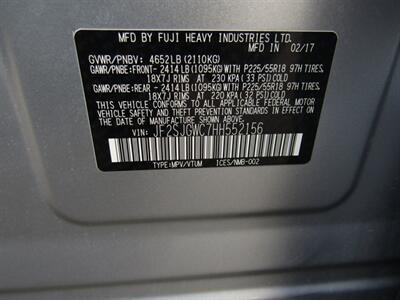 MFD BY FUJI HEAVY INDUSTRIES LTD.
MFD.IN 02/17
GVWR/PNBV: 4652LB (2110KG)
GAWR/PNBE:FRONT- 2414 LB (1095KG) WITH P225/55R18 97H TIRES,
18X7J RIMS AT 230 KPA (33 PSI) COLD
GAWR/PNBE:REAR - 2414 LB (1095KG) WITH P225/55R18 97H TIRES,
18X7J RIMS AT 220 KPA (32 PSI) COLD
THIS VEHICLE CONFORMS TO ALL APPLICABLE FEDERAL MOTOR
VEHICLE SAFETY, BUMPER, AND THEFT PREVENTION STANDARDS
IN EFFECT ON THE DATE OF MANUFACTURE SHOWN ABOVE.
VIN: JF2SJGWC7HH552156
TYPE:MPV/VTUM ICES/NMB-002